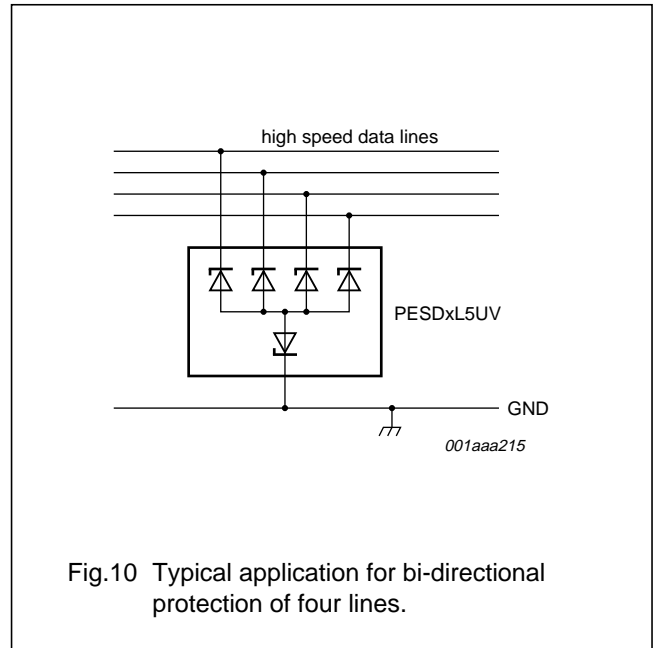 high speed data lines
PESDxL5UV
GND
001aaa215
Fig.10 Typical application for bi-directional
protection of four lines.